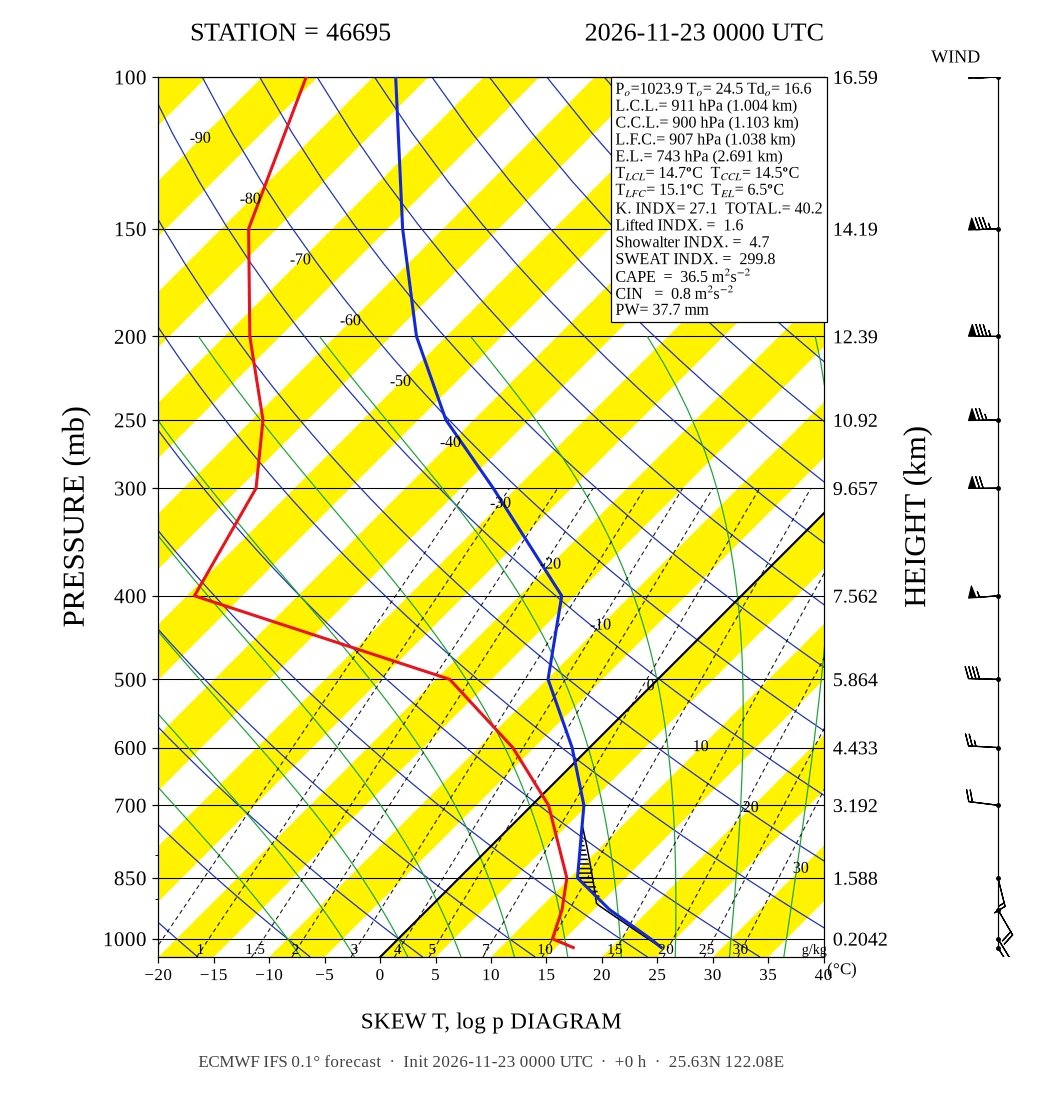 STATION = 46695
2026-11-23 0000 UTC
WIND
100
150
200
250
300
400
500
600
700
850
1000
PRESSURE (mb)
-90
-80
-70
-60
-50
-40
-30
-20
-10
0
10
20
30
Pₒ=1023.9 Tₒ= 24.5 Tdₒ= 16.6
L.C.L.= 911 hPa (1.004 km)
C.C.L.= 900 hPa (1.103 km)
L.F.C.= 907 hPa (1.038 km)
E.L.= 743 hPa (2.691 km)
T_LCL= 14.7°C T_CCL= 14.5°C
T_LFC= 15.1°C T_EL= 6.5°C
K. INDX= 27.1 TOTAL.= 40.2
Lifted INDX. = 1.6
Showalter INDX. = 4.7
SWEAT INDX. = 299.8
CAPE = 36.5 m²s⁻²
CIN = 0.8 m²s⁻²
PW= 37.7 mm
16.59
14.19
12.39
10.92
9.657
7.562
5.864
4.433
3.192
1.588
0.2042
HEIGHT (km)
1 1.5 2 3 4 5 7 10 15 20 25 30 g/kg
−20 −15 −10 −5 0 5 10 15 20 25 30 35 40 (°C)
SKEW T, log p DIAGRAM
ECMWF IFS 0.1° forecast · Init 2026-11-23 0000 UTC · +0 h · 25.63N 122.08E